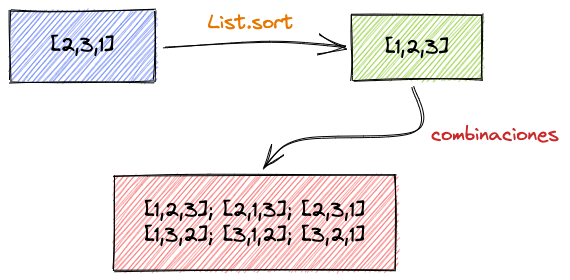 [2,3,1]
List.sort
[1,2,3]
combinaciones
[1,2,3]; [2,1,3]; [2,3,1]
[1,3,2]; [3,1,2]; [3,2,1]